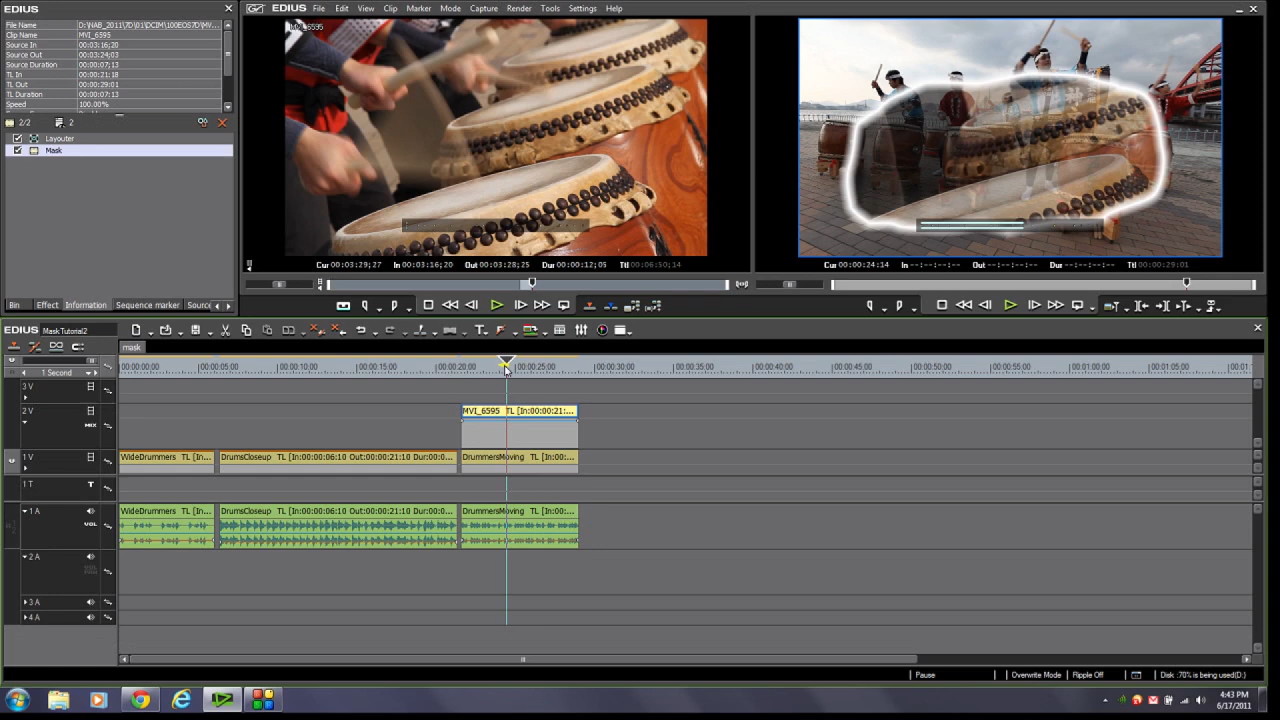 EDIUS
File Name D:\NAB_2011\7D\01\DCIM\100EOS7D\MV...
Clip Name MVI_6595
Source In 00:03:16;20
Source Out 00:03:24;03
Source Duration 00:00:07;13
TL In 00:00:21:18
TL Out 00:00:29:01
TL Duration 00:00:07;13
Speed 100.00%
2/2 2
Layouter
Mask
Bin Effect Information Sequence marker Source
EDIUS File Edit View Clip Marker Mode Capture Render Tools Settings Help
MVI_6595
Cur 00:03:29;27 In 00:03:16;20 Out 00:03:28;25 Dur 00:00:12;05 Ttl 00:06:50;14
Cur 00:00:24:14 In --:--:--:-- Out --:--:--:-- Dur --:--:--:-- Ttl 00:00:29;01
EDIUS MaskTutorial2
mask
1 Second
00:00:00;00 00:00:05;00 00:00:10;00 00:00:15;00 00:00:20;00 00:00:25;00 00:00:30;00 00:00:35;00 00:00:40;00 00:00:45;00 00:00:50;00 00:00:55;00 00:01:00;00 00:01:
3 V
2 V MVI_6595 TL [In:00:00:21:...
MIX
1 V WideDrummers TL [In... DrumsCloseup TL [In:00:00:06:10 Out:00:00:21:10 Dur:00:0... DrummersMoving TL [In:00:...
1 T T
1 A WideDrummers TL [In... DrumsCloseup TL [In:00:00:06:10 Out:00:00:21:10 Dur:00:0... DrummersMoving TL [In:00:...
VOL
2 A
VOL
PAN
3 A
4 A
Pause Overwrite Mode Ripple Off Disk :70% is being used(D:)
4:43 PM
6/17/2011